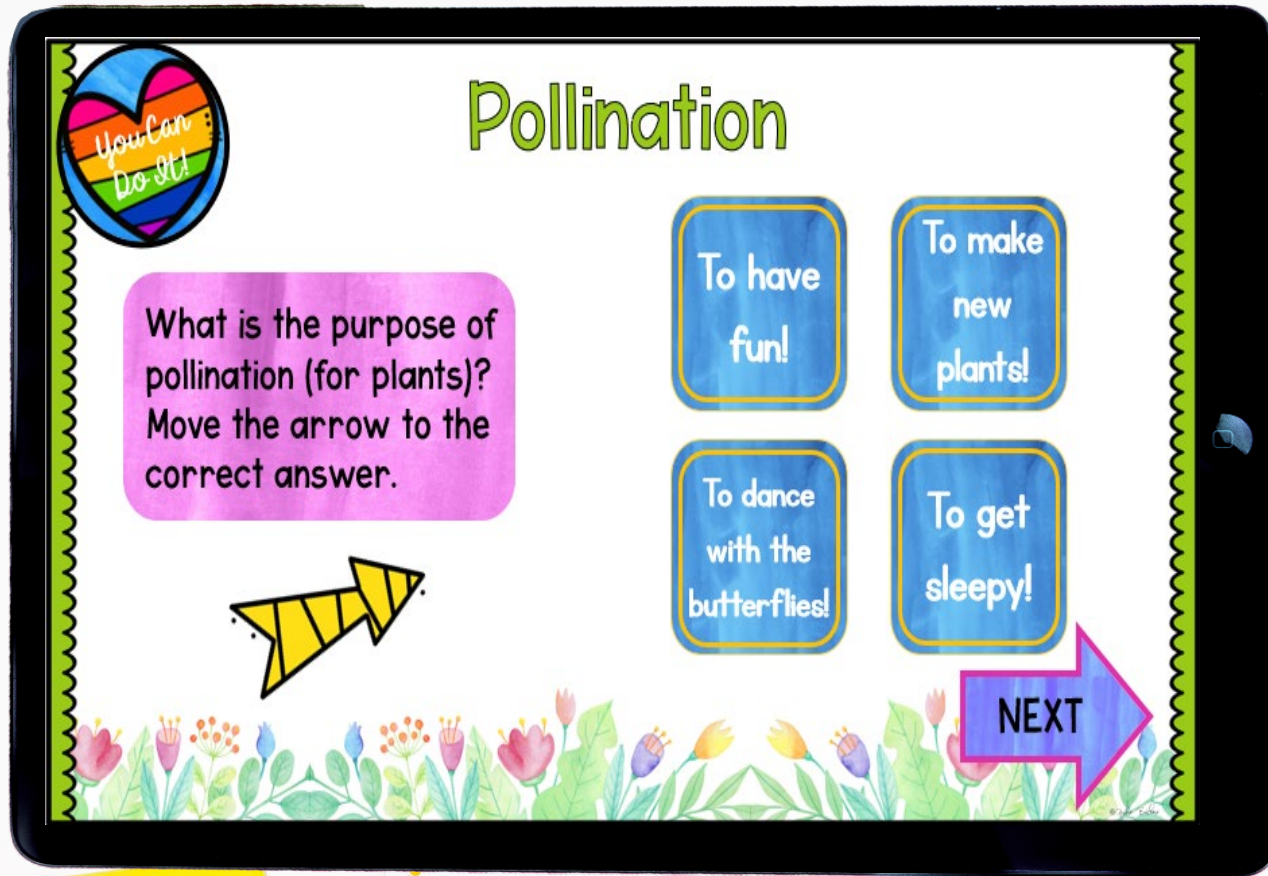 You Can
Do It!
Pollination
What is the purpose of
pollination (for plants)?
Move the arrow to the
correct answer.
To have
fun!
To make
new
plants!
To dance
with the
butterflies!
To get
sleepy!
NEXT